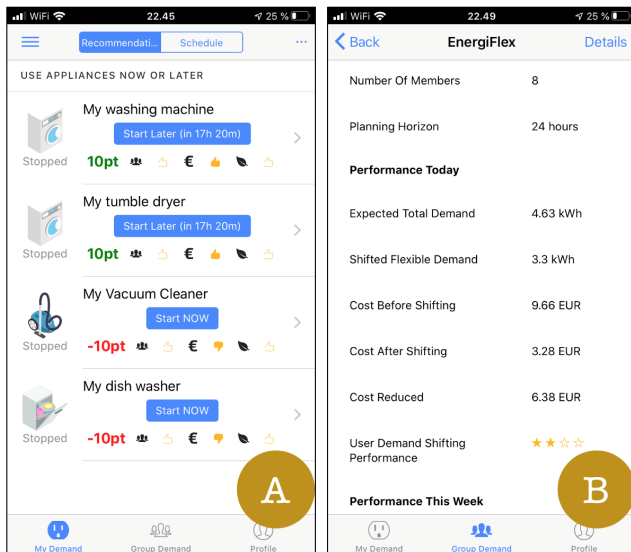 WiFi 22.45 25 %
Recommendati... Schedule ...
USE APPLIANCES NOW OR LATER
My washing machine
Start Later (in 17h 20m)
Stopped 10pt €
My tumble dryer
Start Later (in 17h 20m)
Stopped 10pt €
My Vacuum Cleaner
Start NOW
Stopped -10pt €
My dish washer
Start NOW
Stopped -10pt €
A
My Demand Group Demand Profile
WiFi 22.49 25 %
Back EnergiFlex Details
Number Of Members 8
Planning Horizon 24 hours
Performance Today
Expected Total Demand 4.63 kWh
Shifted Flexible Demand 3.3 kWh
Cost Before Shifting 9.66 EUR
Cost After Shifting 3.28 EUR
Cost Reduced 6.38 EUR
User Demand Shifting
Performance
Performance This Week
B
My Demand Group Demand Profile